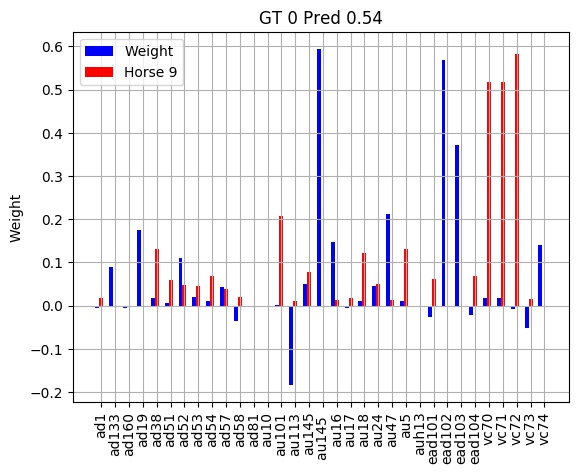 GT 0 Pred 0.54
Weight
Horse 9
0.6
0.5
0.4
0.3
0.2
0.1
0.0
−0.1
−0.2
Weight
ad1
ad133
ad160
ad19
ad38
ad51
ad52
ad53
ad54
ad57
ad58
ad81
au10
au101
au113
au145
au145
au16
au17
au18
au24
au47
au5
auh13
ead101
ead102
ead103
ead104
vc70
vc71
vc72
vc73
vc74